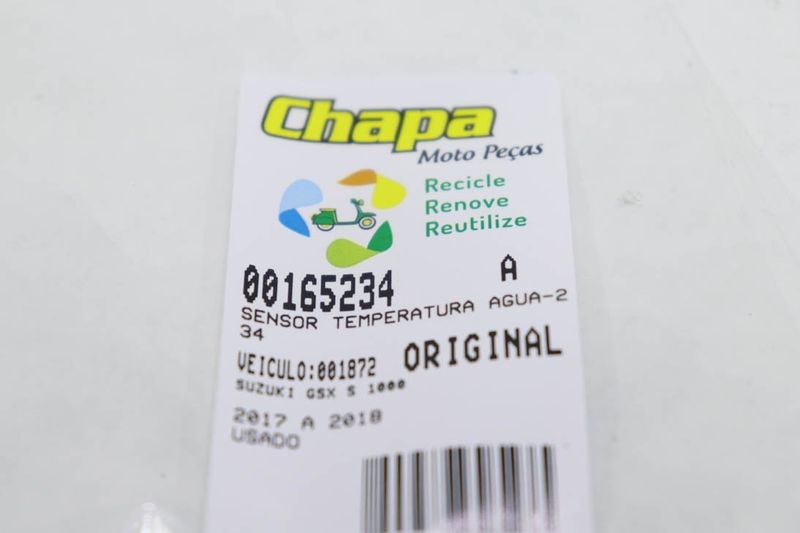 Chapa
Moto Peças
Recicle
Renove
Reutilize
00165234 A
SENSOR TEMPERATURA AGUA-2
34
VEICULO:001872 ORIGINAL
SUZUKI GSX S 1000
2017 A 2018
USADO